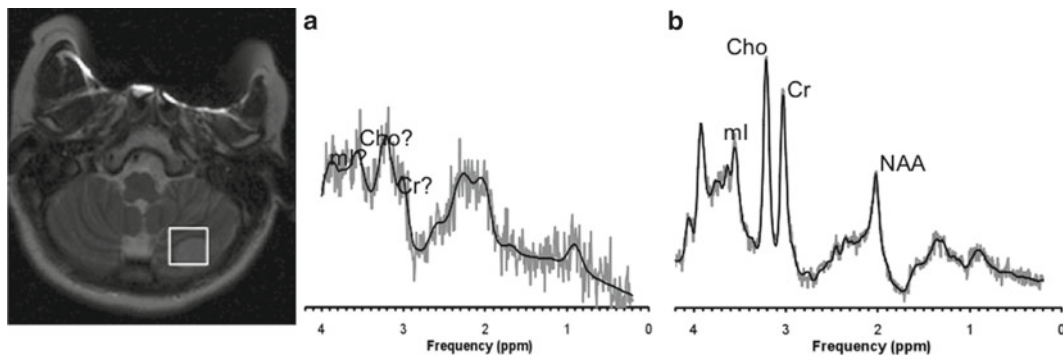 a
b
Cho
Cr
mI
NAA
mI?
Cho?
Cr?
4 3 2 1 0
Frequency (ppm)
4 3 2 1 0
Frequency (ppm)